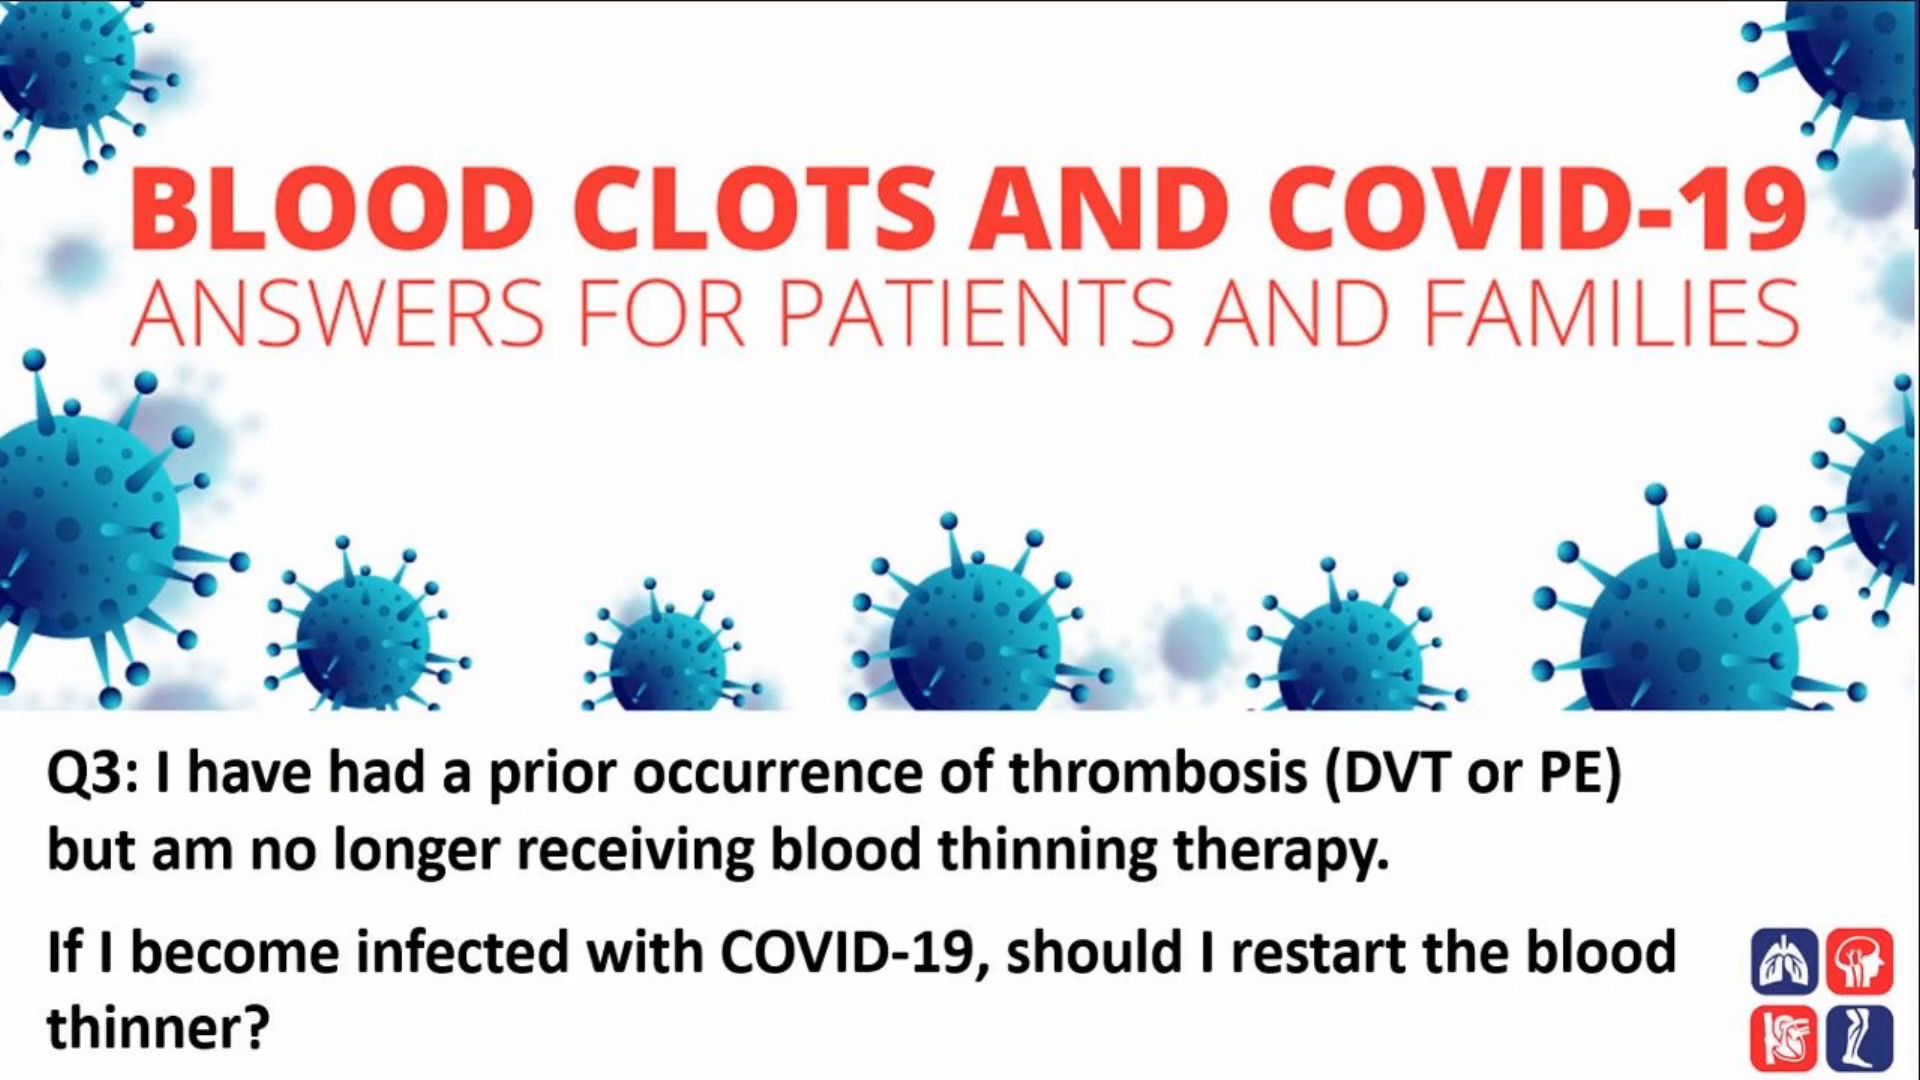 BLOOD CLOTS AND COVID-19
ANSWERS FOR PATIENTS AND FAMILIES
Q3: I have had a prior occurrence of thrombosis (DVT or PE)
but am no longer receiving blood thinning therapy.
If I become infected with COVID-19, should I restart the blood
thinner?